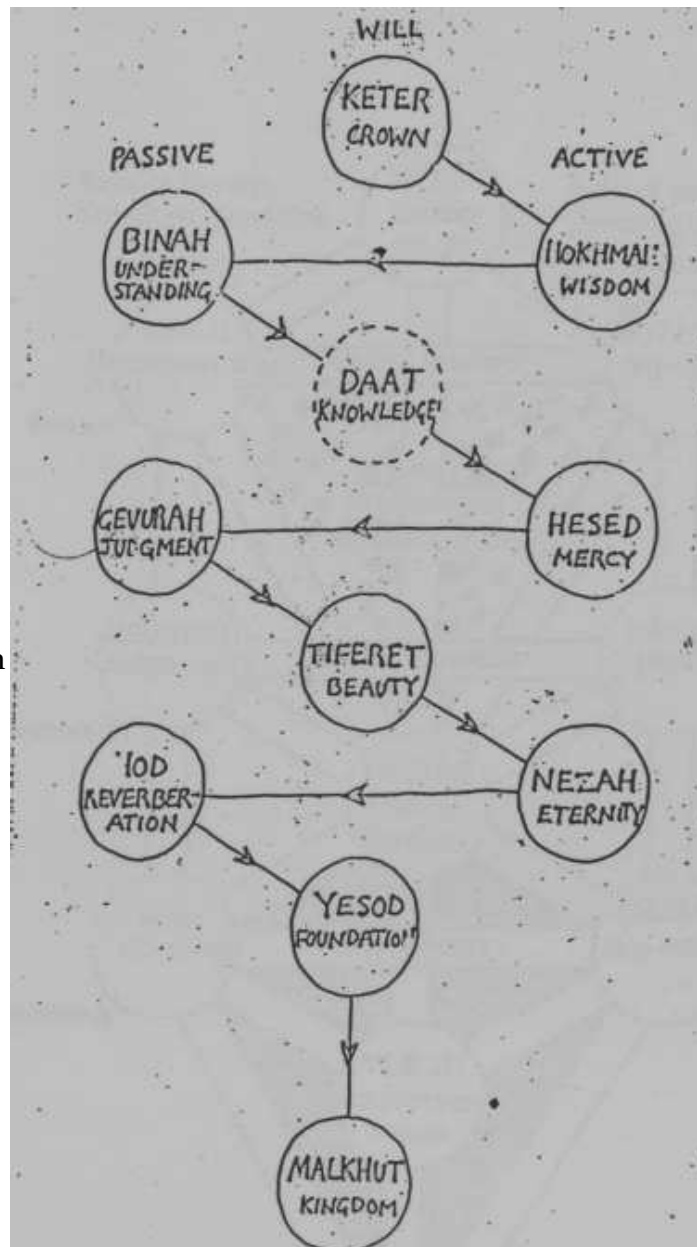 WILL
KETER
CROWN
PASSIVE
ACTIVE
BINAH
UNDER-
STANDING
HOKHMAH
WISDOM
DAAT
'KNOWLEDGE'
GEVURAH
JUDGMENT
HESED
MERCY
TIFERET
BEAUTY
HOD
REVERBER-
ATION
NEZAH
ETERNITY
YESOD
FOUNDATION
MALKHUT
KINGDOM